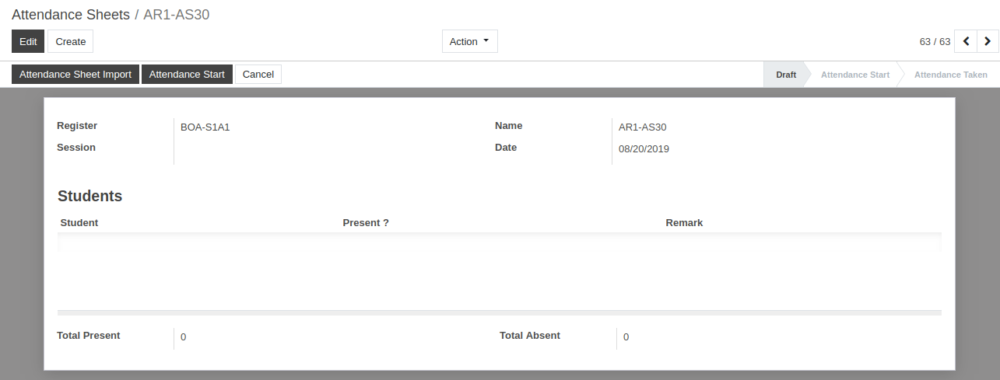 Attendance Sheets / AR1-AS30
Edit Create Action 63 / 63
Attendance Sheet Import Attendance Start Cancel Draft Attendance Start Attendance Taken
Register BOA-S1A1 Name AR1-AS30
Session Date 08/20/2019
Students
Student Present ? Remark
Total Present 0 Total Absent 0